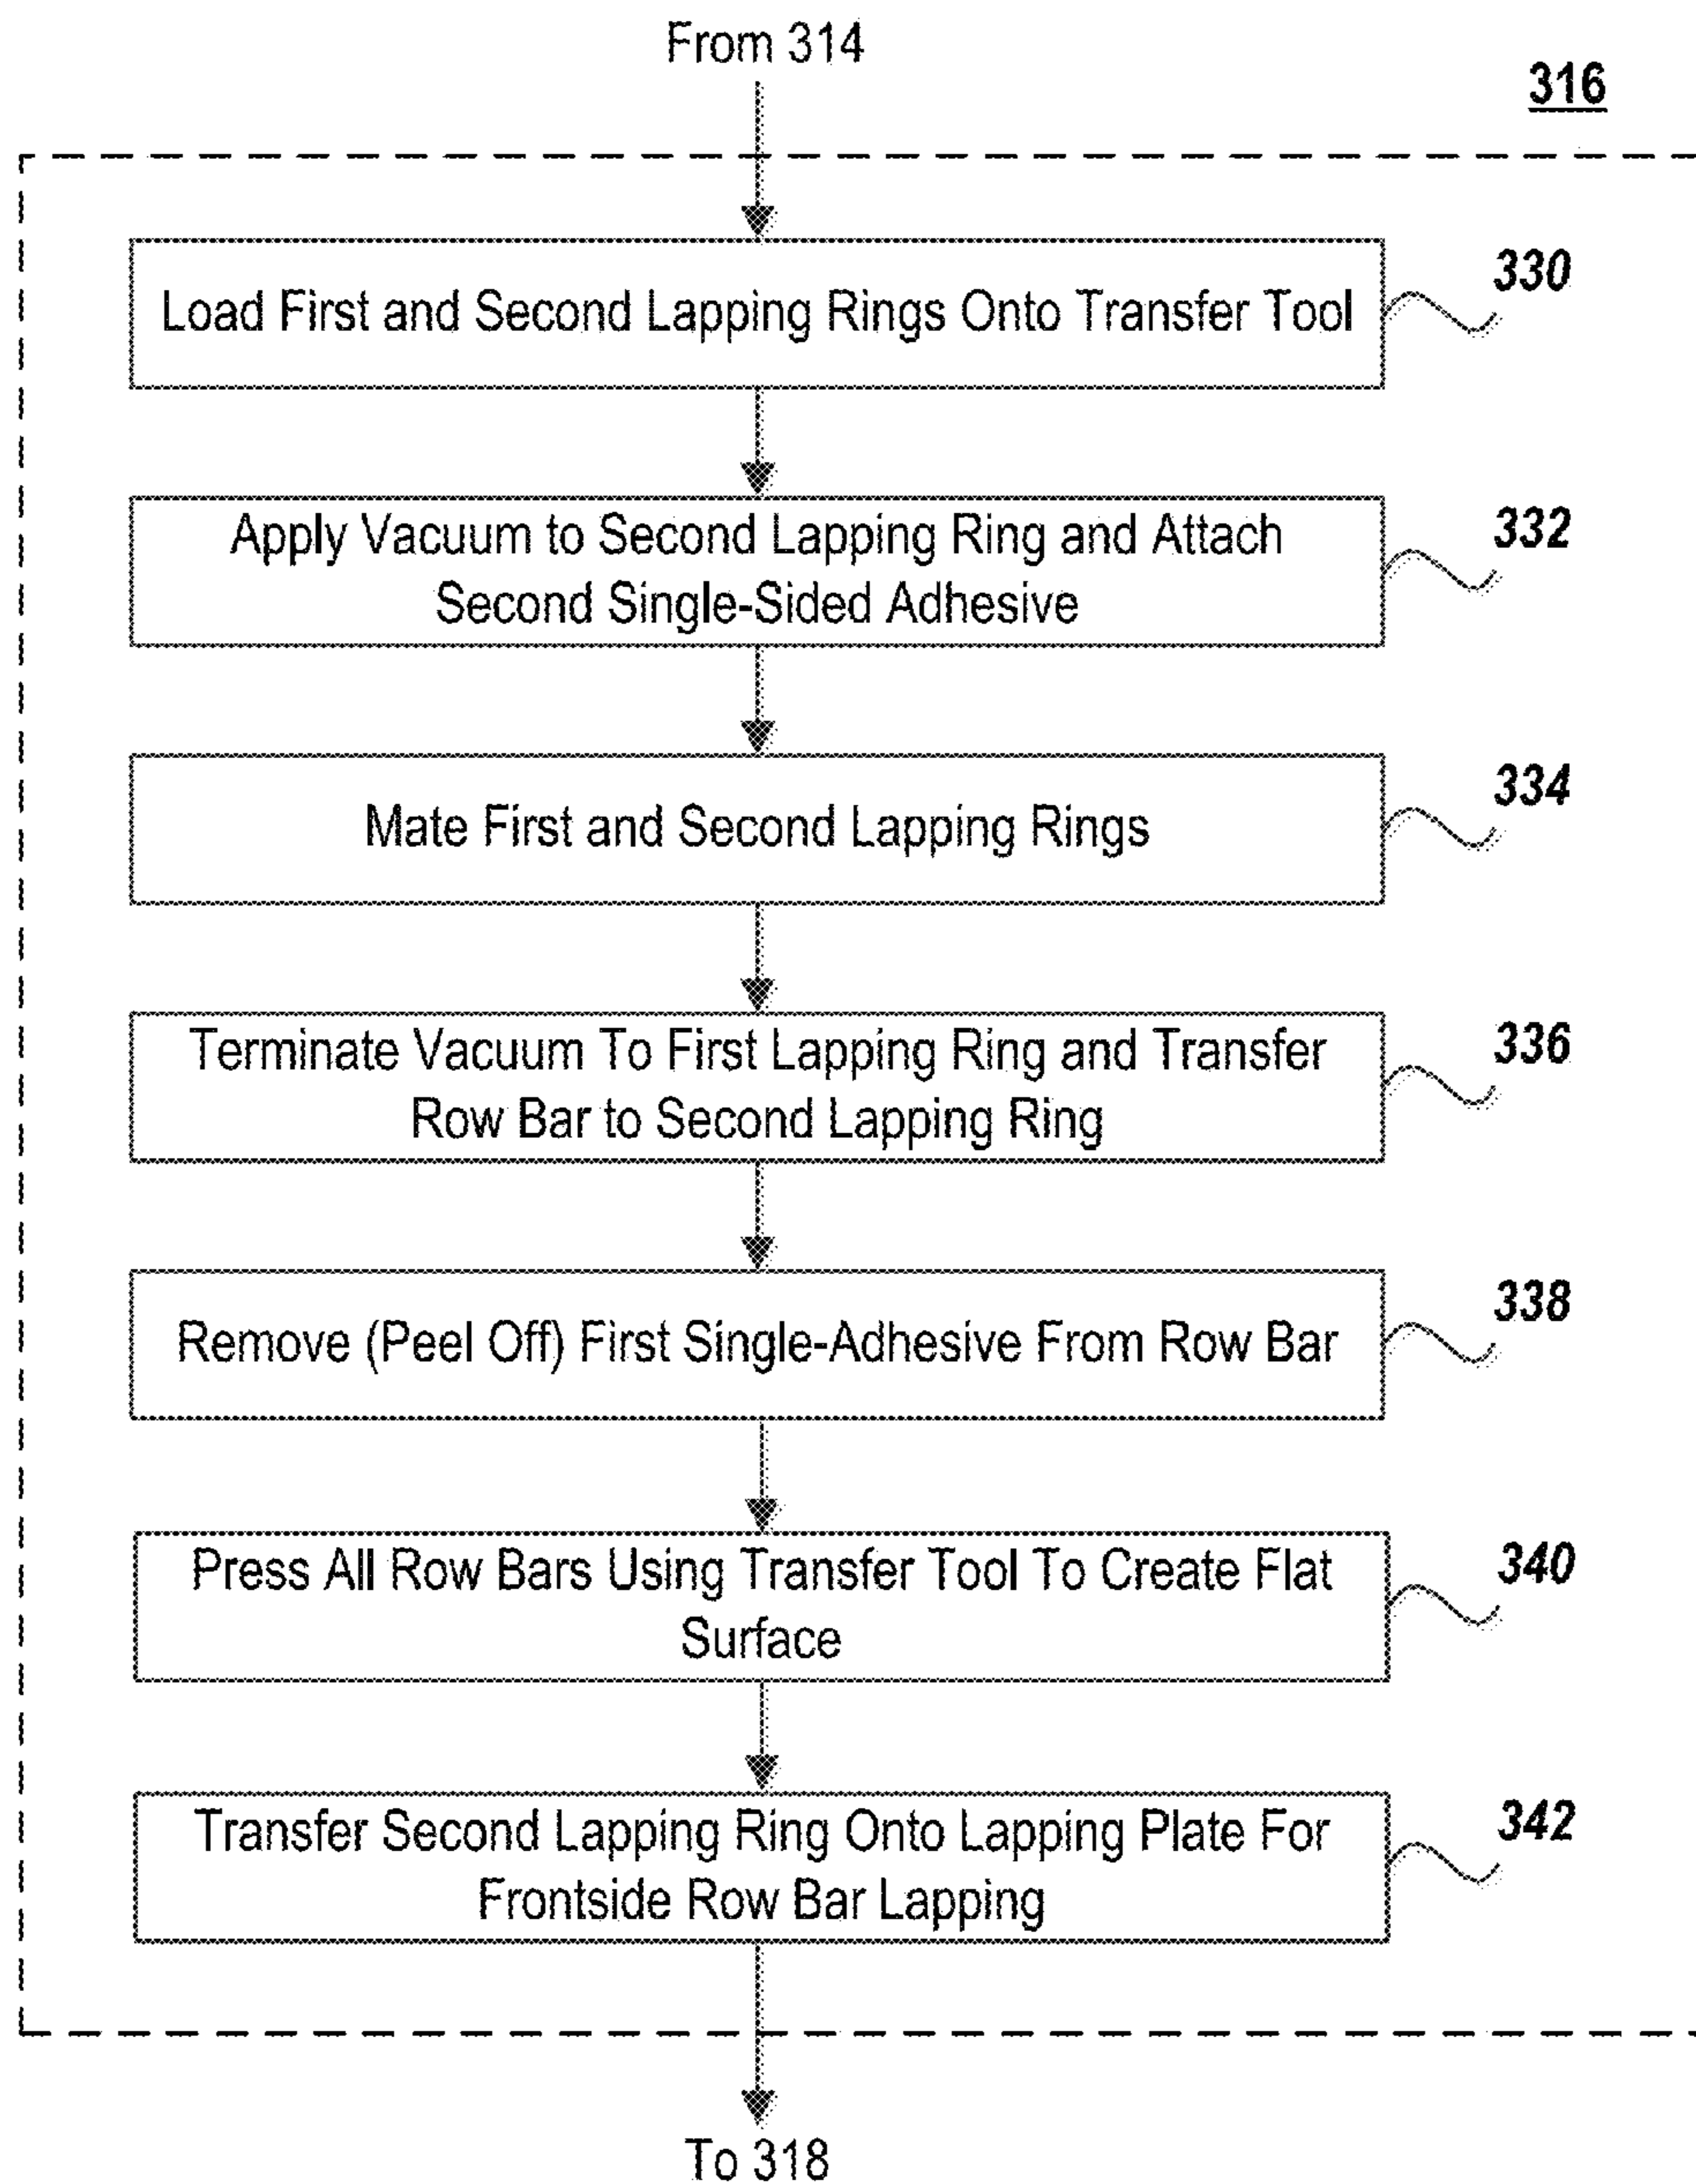 From 314
316
Load First and Second Lapping Rings Onto Transfer Tool
330
Apply Vacuum to Second Lapping Ring and Attach
Second Single-Sided Adhesive
332
Mate First and Second Lapping Rings
334
Terminate Vacuum To First Lapping Ring and Transfer
Row Bar to Second Lapping Ring
336
Remove (Peel Off) First Single-Adhesive From Row Bar
338
Press All Row Bars Using Transfer Tool To Create Flat
Surface
340
Transfer Second Lapping Ring Onto Lapping Plate For
Frontside Row Bar Lapping
342
To 318